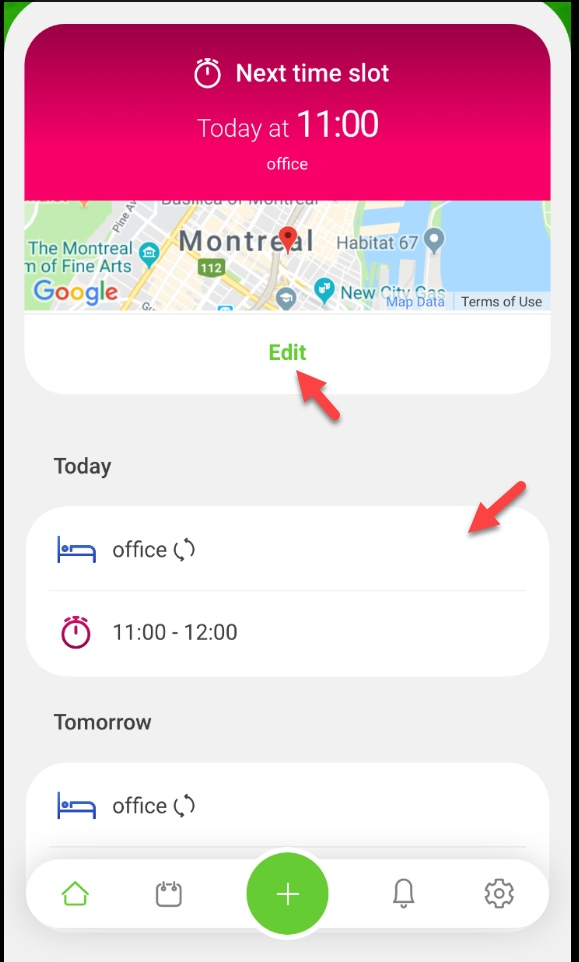 Next time slot
Today at 11:00
office
Basilica of Montréal
Pine Av
The Montreal
m of Fine Arts
Montreal
Habitat 67
112
Google
New City Gas
Map Data
Terms of Use
Edit
Today
office
11:00 - 12:00
Tomorrow
office